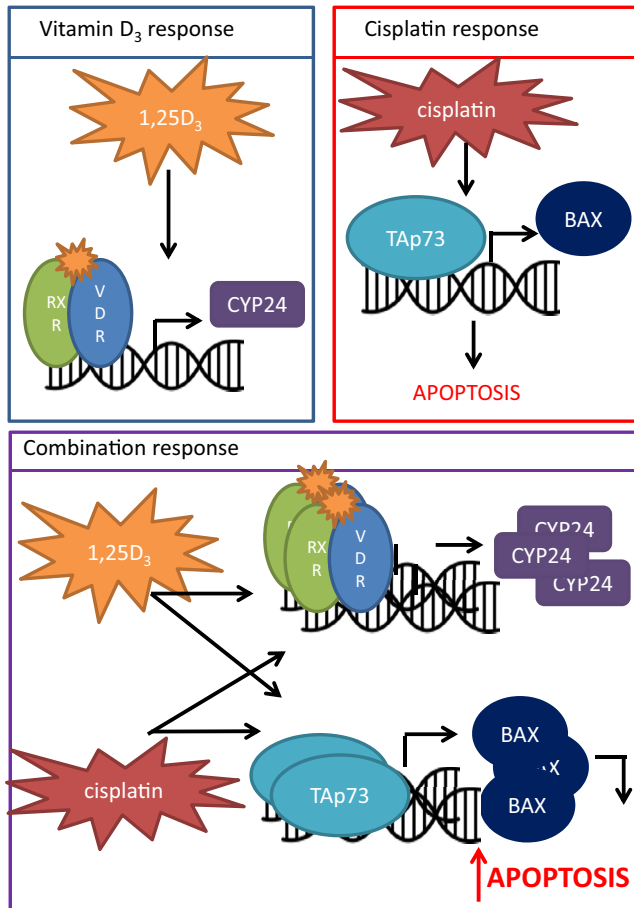 Vitamin D₃ response
1,25D₃
RX
R
V
D
R
CYP24
Cisplatin response
cisplatin
TAp73
BAX
APOPTOSIS
Combination response
1,25D₃
RX
R
V
D
R
CYP24
CYP24
CYP24
cisplatin
TAp73
BAX
BAX
APOPTOSIS